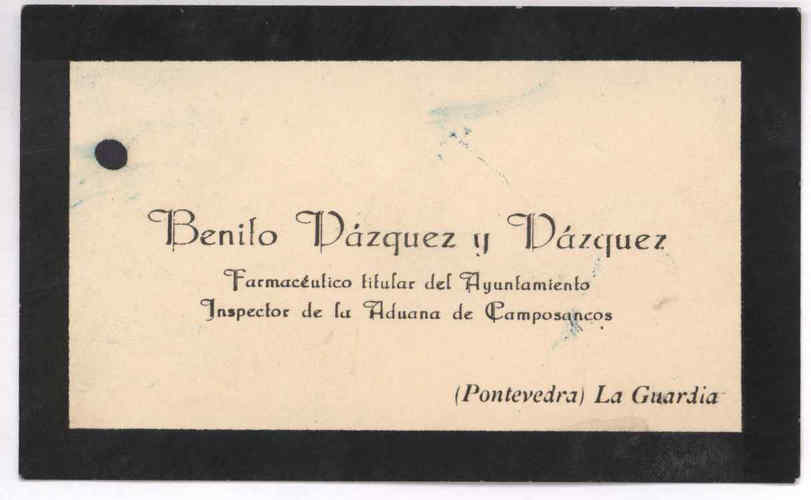 Benito Vázquez y Vázquez
Farmacéutico titular del Ayuntamiento
Inspector de la Aduana de Camposancos
(Pontevedra) La Guardia